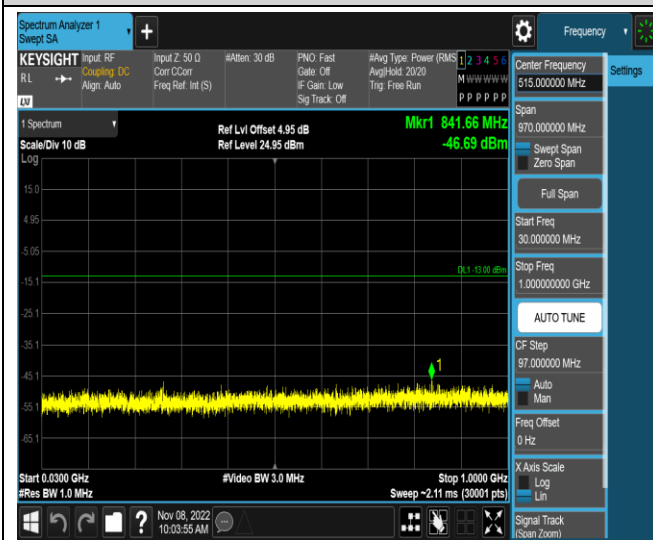 Spectrum Analyzer 1
Swept SA
+
Frequency
KEYSIGHT
RL
LXI
Input: RF
Coupling: DC
Align: Auto
Input Z: 50 Ω
Corr CCorr
Freq Ref: Int (S)
#Atten: 30 dB
PNO: Fast
Gate: Off
IF Gain: Low
Sig Track: Off
#Avg Type: Power (RMS
Avg|Hold: 20/20
Trig: Free Run
1 2 3 4 5 6
M W W W W W
P P P P P P
Center Frequency
515.000000 MHz
Settings
Span
970.000000 MHz
Swept Span
Zero Span
Full Span
Start Freq
30.000000 MHz
Stop Freq
1.000000000 GHz
AUTO TUNE
CF Step
97.000000 MHz
Auto
Man
Freq Offset
0 Hz
X Axis Scale
Log
Lin
Signal Track
(Span Zoom)
1 Spectrum
Scale/Div 10 dB
Log
Ref Lvl Offset 4.95 dB
Ref Level 24.95 dBm
Mkr1 841.66 MHz
-46.69 dBm
15.0
4.95
-5.05
DL1 -13.00 dBm
-15.1
-25.1
-35.1
1
-45.1
-55.1
-65.1
Start 0.0300 GHz
#Video BW 3.0 MHz
Stop 1.0000 GHz
#Res BW 1.0 MHz
Sweep ~2.11 ms (30001 pts)
?
Nov 08, 2022
10:03:55 AM